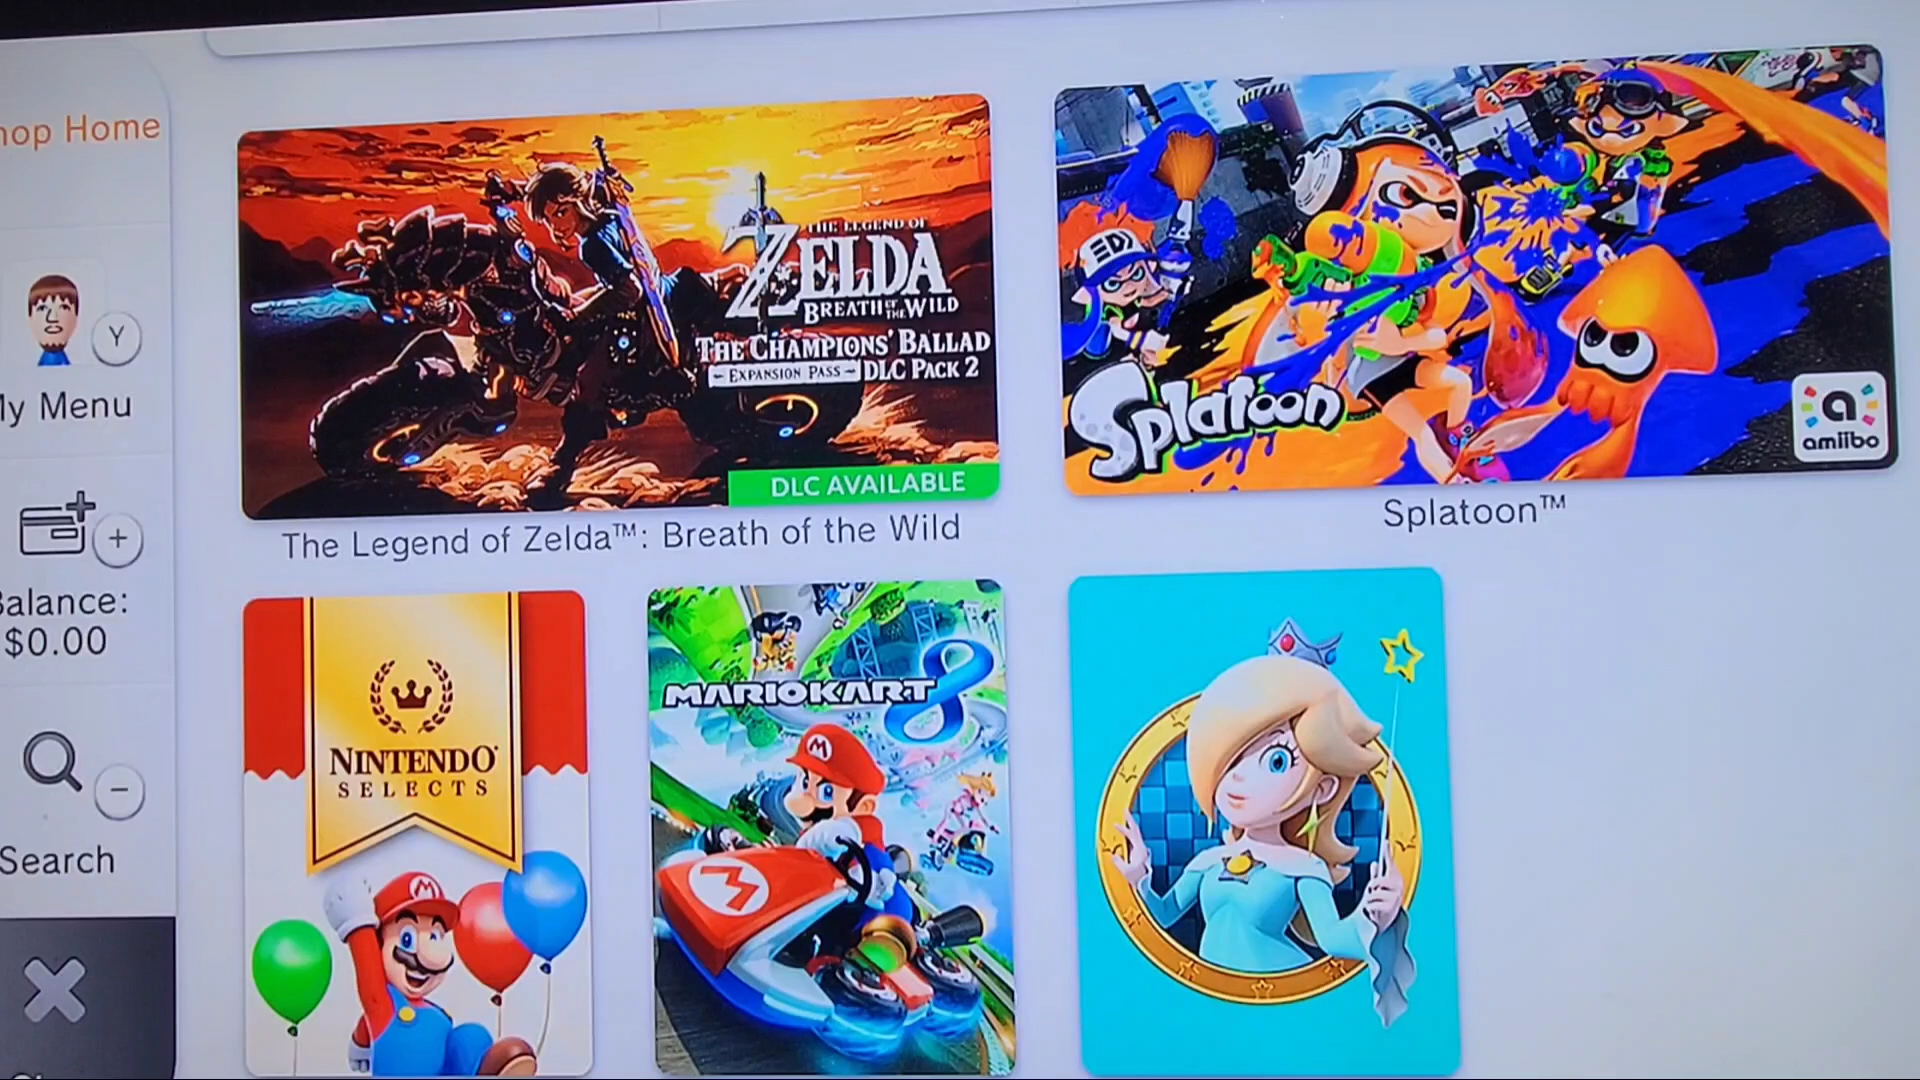 hop Home
Y
My Menu
+
Balance:
$0.00
−
Search
THE LEGEND OF
ZELDA
BREATH OF THE WILD
THE CHAMPIONS' BALLAD
– EXPANSION PASS – DLC PACK 2
DLC AVAILABLE
The Legend of Zelda™: Breath of the Wild
Splatoon
a
amiibo
Splatoon™
NINTENDO
SELECTS
M
MARIOKART 8
M
M